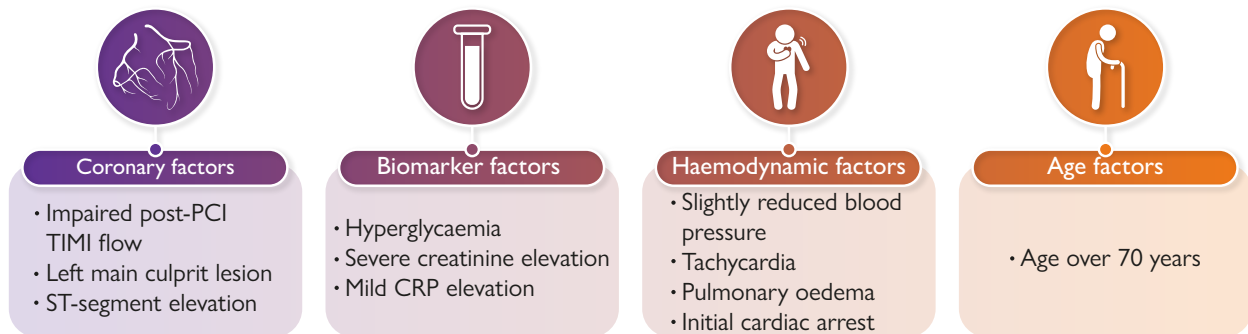 Coronary factors
• Impaired post-PCI
TIMI flow
• Left main culprit lesion
• ST-segment elevation
Biomarker factors
• Hyperglycaemia
• Severe creatinine elevation
• Mild CRP elevation
Haemodynamic factors
• Slightly reduced blood
pressure
• Tachycardia
• Pulmonary oedema
• Initial cardiac arrest
Age factors
• Age over 70 years